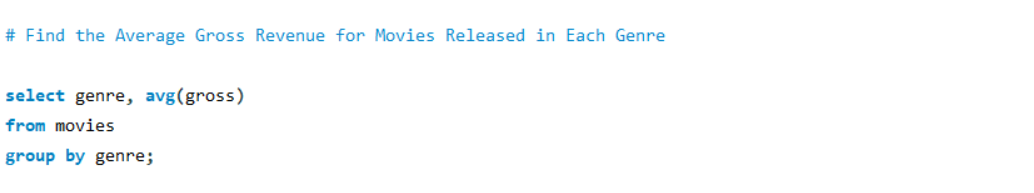 # Find the Average Gross Revenue for Movies Released in Each Genre
select genre, avg(gross)
from movies
group by genre;